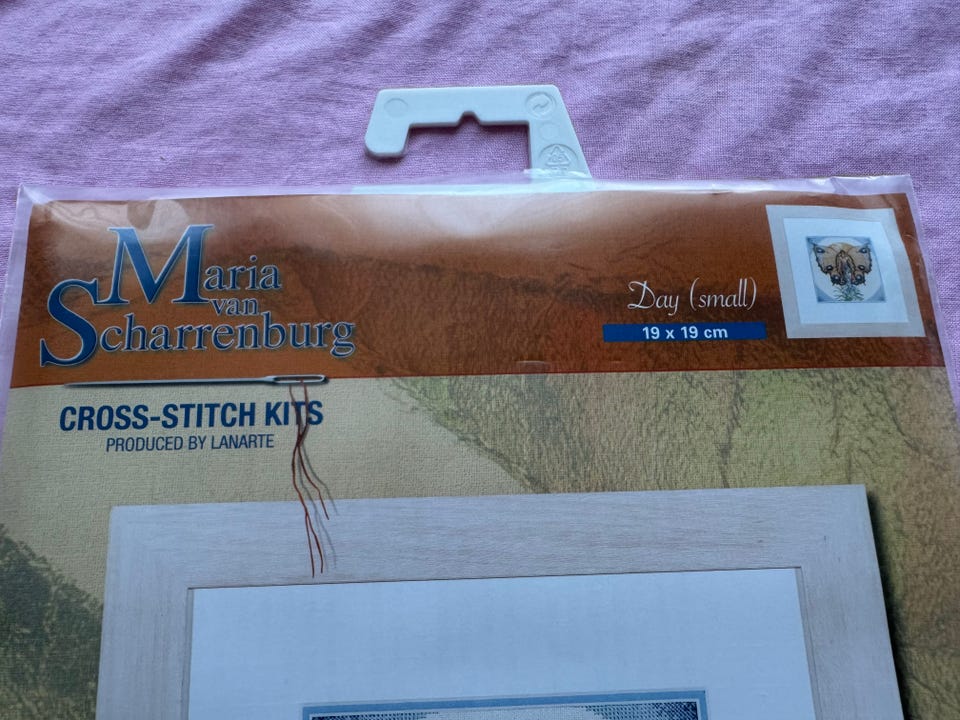 Maria
van
Scharrenburg
Day (small)
19 x 19 cm
CROSS-STITCH KITS
PRODUCED BY LANARTE